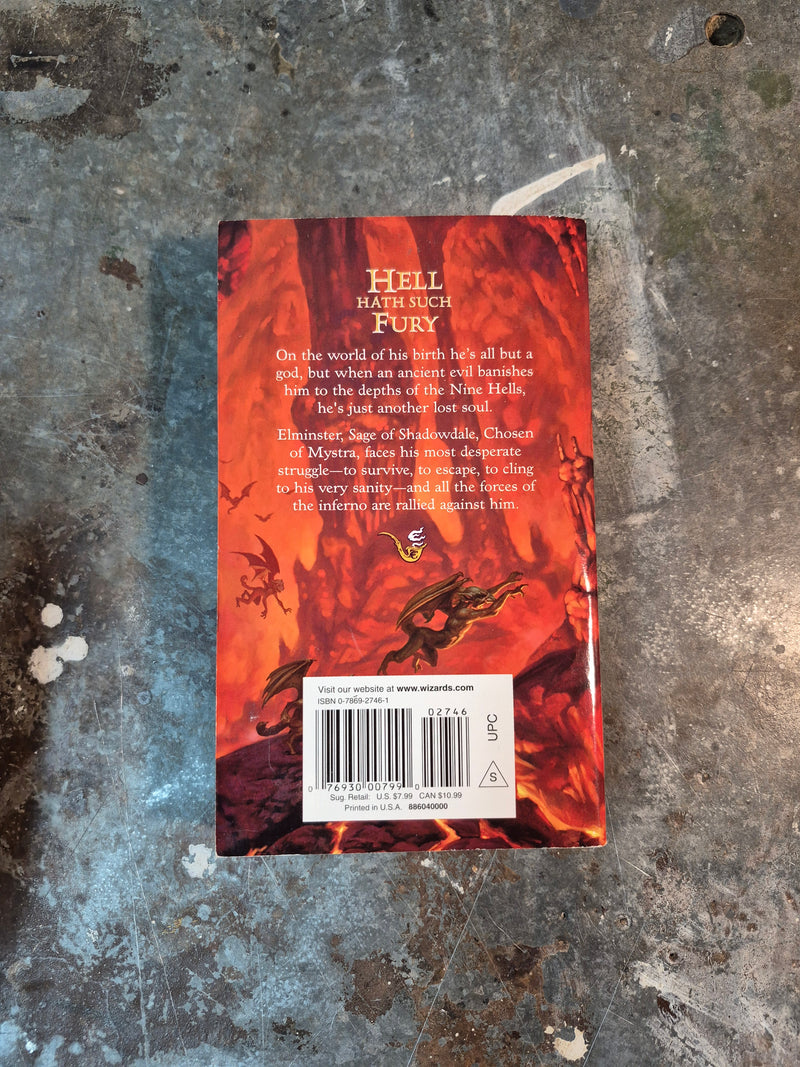 HELL
HATH SUCH
FURY
On the world of his birth he's all but a
god, but when an ancient evil banishes
him to the depths of the Nine Hells,
he's just another lost soul.
Elminster, Sage of Shadowdale, Chosen
of Mystra, faces his most desperate
struggle—to survive, to escape, to cling
to his very sanity—and all the forces of
the inferno are rallied against him.
Visit our website at www.wizards.com
ISBN 0-7869-2746-1
02746
UPC
S
0 76930 00799 0
Sug. Retail: U.S. $7.99 CAN $10.99
Printed in U.S.A. 886040000